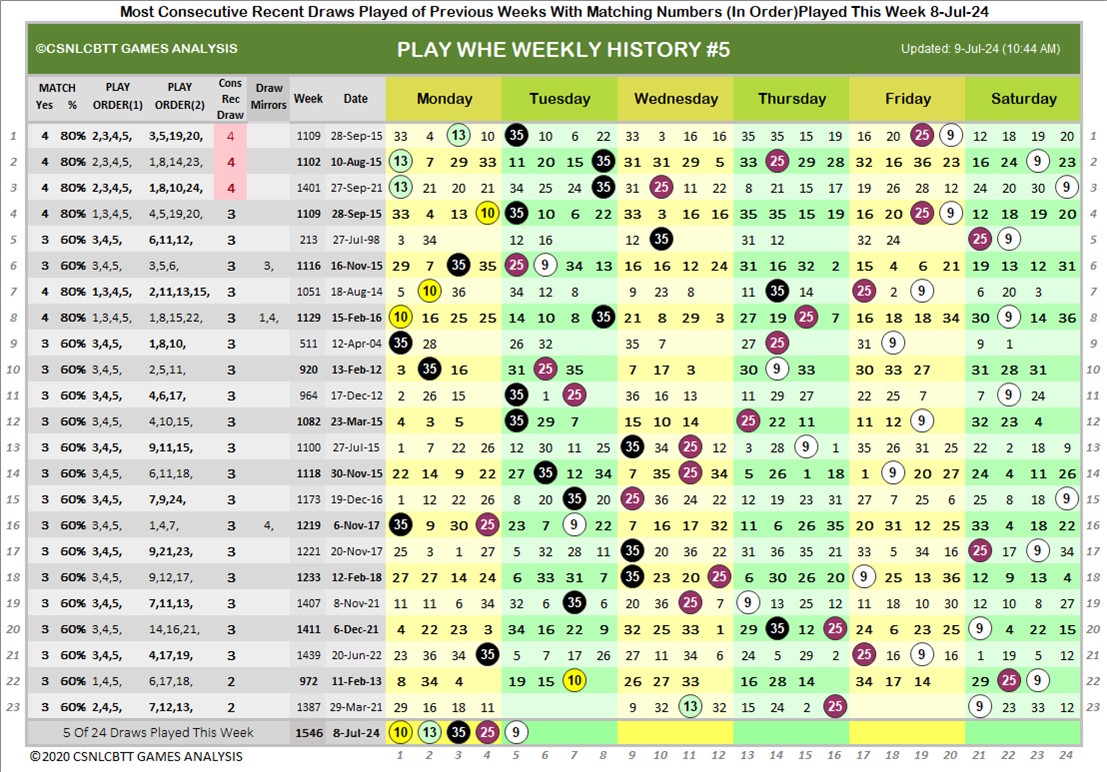 Most Consecutive Recent Draws Played of Previous Weeks With Matching Numbers (In Order)Played This Week 8-Jul-24
©CSNLCBTT GAMES ANALYSIS PLAY WHE WEEKLY HISTORY #5 Updated: 9-Jul-24 (10:44 AM)
MATCH Yes % PLAY ORDER(1) PLAY ORDER(2) Cons Rec Draw Draw Mirrors Week Date Monday Tuesday Wednesday Thursday Friday Saturday
1 4 80% 2,3,4,5, 3,5,19,20, 4 1109 28-Sep-15 33 4 13 10 35 10 6 22 33 3 16 16 35 35 15 19 16 20 25 9 12 18 19 20 1
2 4 80% 2,3,4,5, 1,8,14,23, 4 1102 10-Aug-15 13 7 29 33 11 20 15 35 31 31 29 5 33 25 29 28 32 16 36 23 16 24 9 23 2
3 4 80% 2,3,4,5, 1,8,10,24, 4 1401 27-Sep-21 13 21 20 21 34 25 24 35 31 25 11 22 8 21 15 17 19 26 28 12 24 20 30 9 3
4 4 80% 1,3,4,5, 4,5,19,20, 3 1109 28-Sep-15 33 4 13 10 35 10 6 22 33 3 16 16 35 35 15 19 16 20 25 9 12 18 19 20 4
5 3 60% 3,4,5, 6,11,12, 3 213 27-Jul-98 3 34 12 16 12 35 31 12 32 24 25 9 5
6 3 60% 3,4,5, 3,5,6, 3 3, 1116 16-Nov-15 29 7 35 35 25 9 34 13 16 16 12 24 31 16 32 2 15 4 6 21 19 13 12 31 6
7 4 80% 1,3,4,5, 2,11,13,15, 3 1051 18-Aug-14 5 10 36 34 12 8 9 23 8 11 35 14 25 2 9 6 20 3 7
8 4 80% 1,3,4,5, 1,8,15,22, 3 1,4, 1129 15-Feb-16 10 16 25 25 14 10 8 35 21 8 29 3 27 19 25 8 16 18 18 34 30 9 14 36 8
9 3 60% 3,4,5, 1,8,10, 3 511 12-Apr-04 35 28 26 32 35 7 27 25 31 9 9 1 9
10 3 60% 3,4,5, 2,5,11, 3 920 13-Feb-12 3 35 16 31 25 35 7 17 3 30 9 33 30 33 27 31 28 31 10
11 3 60% 3,4,5, 4,6,17, 3 964 17-Dec-12 2 26 15 35 1 25 36 16 13 11 29 27 22 25 7 7 9 24 11
12 3 60% 3,4,5, 4,10,15, 3 1082 23-Mar-15 4 3 5 35 29 7 15 10 14 25 22 11 11 12 9 32 23 4 12
13 3 60% 3,4,5, 9,11,15, 3 1100 27-Jul-15 1 7 22 26 12 30 11 25 35 34 25 12 3 28 9 1 35 26 31 25 22 2 18 9 13
14 3 60% 3,4,5, 6,11,18, 3 1118 30-Nov-15 22 14 9 22 27 35 12 34 7 35 25 34 5 26 1 18 1 9 20 27 24 4 11 26 14
15 3 60% 3,4,5, 7,9,24, 3 1173 19-Dec-16 1 12 22 26 8 20 35 20 25 36 24 22 12 19 23 31 27 7 25 6 25 8 18 9 15
16 3 60% 3,4,5, 1,4,7, 3 4, 1219 6-Nov-17 35 9 30 25 23 7 9 22 7 16 17 32 11 6 26 35 20 31 12 25 33 4 18 22 16
17 3 60% 3,4,5, 9,21,23, 3 1221 20-Nov-17 25 3 1 27 5 32 28 11 35 20 36 22 31 36 35 21 33 5 34 16 25 17 9 34 17
18 3 60% 3,4,5, 9,12,17, 3 1233 12-Feb-18 27 27 14 24 6 33 31 7 35 23 20 25 6 30 26 20 9 25 13 36 12 9 13 4 18
19 3 60% 3,4,5, 7,11,13, 3 1407 8-Nov-21 11 11 6 34 32 6 35 6 20 36 25 7 9 13 25 12 11 18 10 30 12 10 8 27 19
20 3 60% 3,4,5, 14,16,21, 3 1411 6-Dec-21 4 22 23 3 34 16 22 9 32 25 33 1 29 35 12 25 24 6 23 25 9 4 22 15 20
21 3 60% 3,4,5, 4,17,19, 3 1439 20-Jun-22 23 36 34 35 5 7 17 26 27 11 34 6 24 5 29 2 25 16 9 16 1 19 5 12 21
22 3 60% 1,4,5, 6,17,18, 2 972 11-Feb-13 8 34 4 19 15 10 26 27 33 16 28 14 34 17 14 22 25 9 22
23 3 60% 2,4,5, 7,12,13, 2 1387 29-Mar-21 29 16 18 11 9 32 13 32 15 24 2 25 9 23 33 12 23
5 Of 24 Draws Played This Week 1546 8-Jul-24 10 13 35 25 9
©2020 CSNLCBTT GAMES ANALYSIS 1 2 3 4 5 6 7 8 9 10 11 12 13 14 15 16 17 18 19 20 21 22 23 24